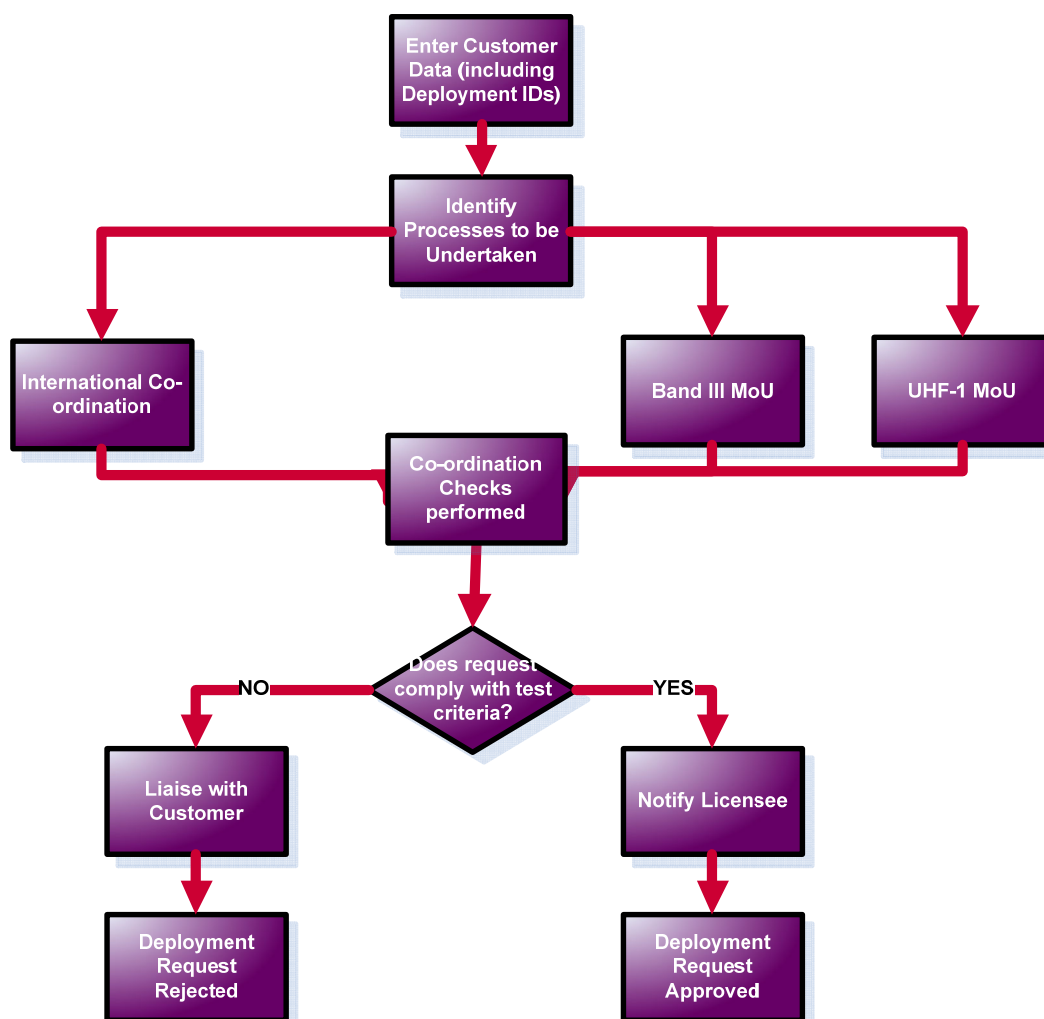 Enter Customer
Data (including
Deployment IDs)
Identify
Processes to be
Undertaken
International Co-
ordination
Band III MoU
UHF-1 MoU
Co-ordination
Checks
performed
Does request
comply with test
criteria?
NO
YES
Liaise with
Customer
Notify Licensee
Deployment
Request
Rejected
Deployment
Request
Approved